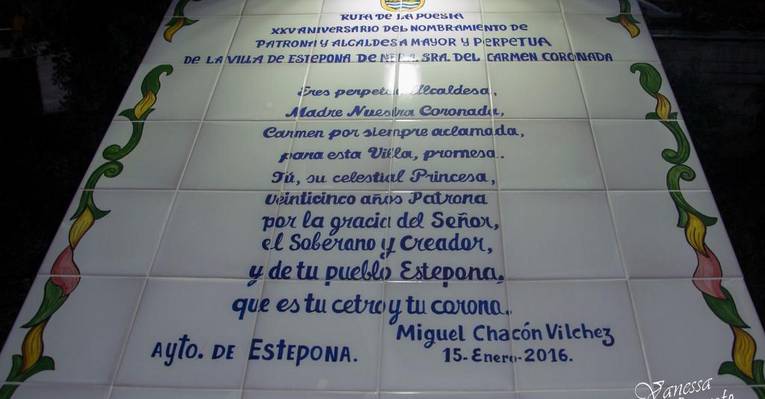 RUTA DE LA POESIA
XXV ANIVERSARIO DEL NOMBRAMIENTO DE
PATRONA Y ALCALDESA MAYOR Y PERPETUA
DE LA VILLA DE ESTEPONA DE NTRA. SRA. DEL CARMEN CORONADA
Eres perpetua Alcaldesa,
Madre Nuestra Coronada,
Carmen por siempre aclamada,
para esta Villa, promesa.
Tú, su celestial Princesa,
Veinticinco años Patrona
por la gracia del Señor,
el Soberano y Creador,
y de tu pueblo Estepona,
que es tu cetro y tu corona.
Miguel Chacón Vilchez
Ayto. DE ESTEPONA.
15-Enero-2016.
Vanessa